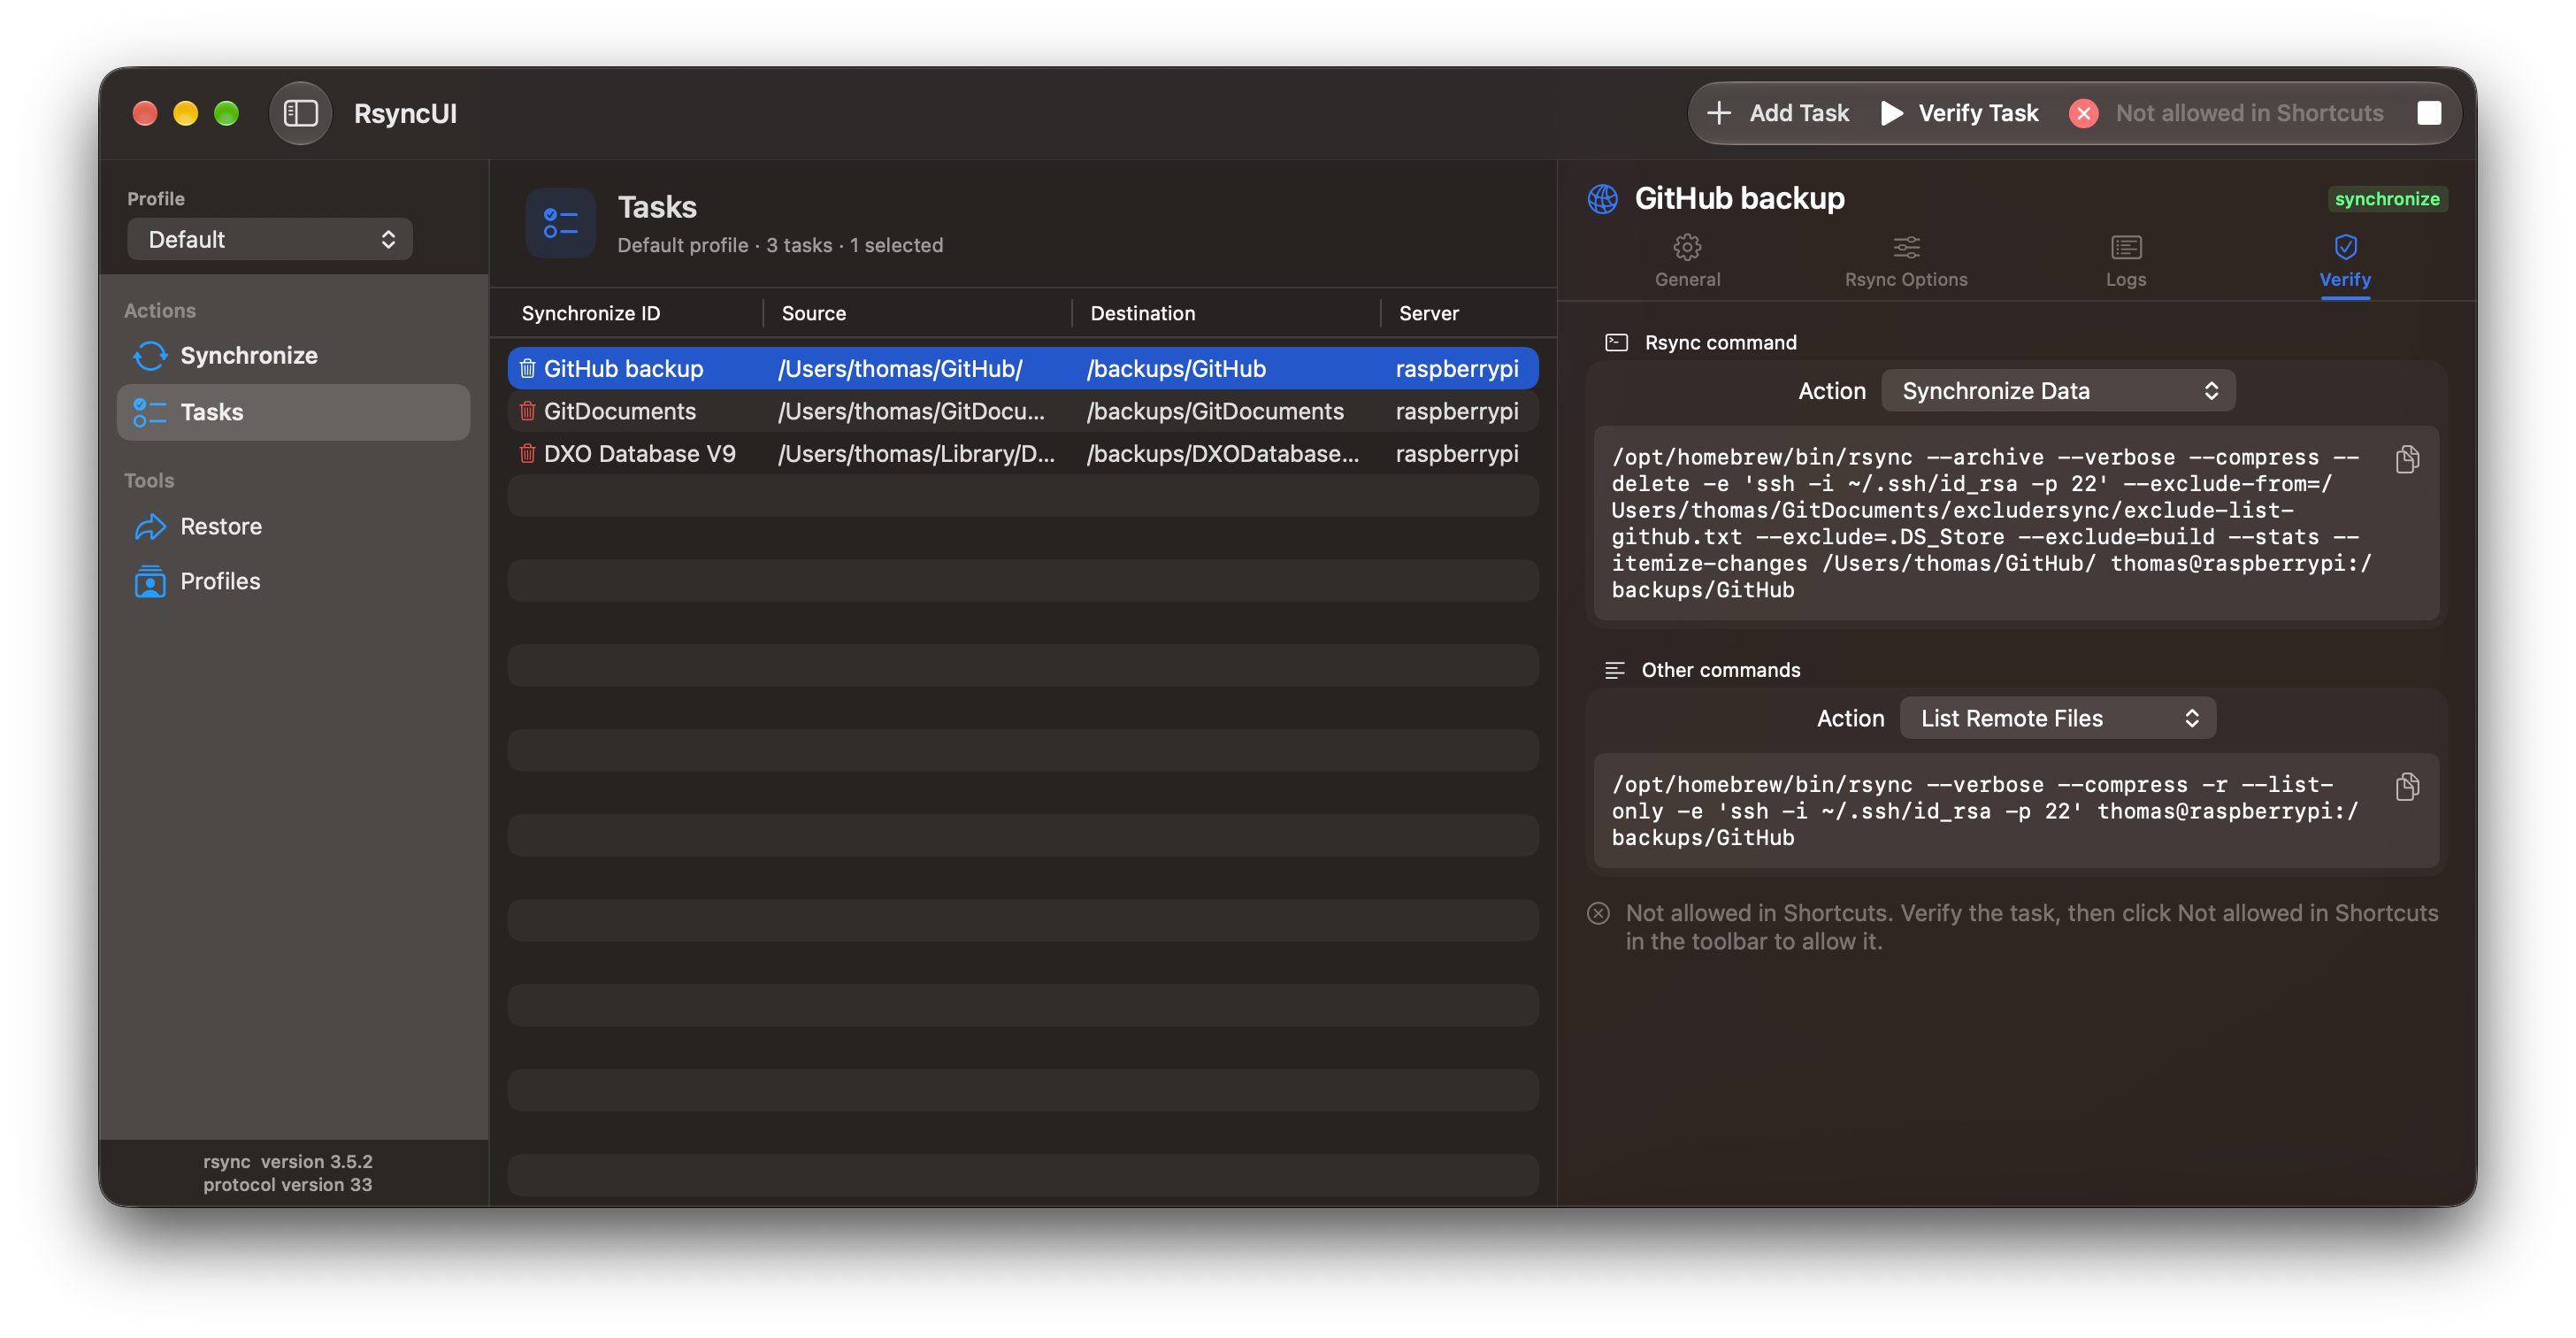 RsyncUI
Add Task
Verify Task
Not allowed in Shortcuts
Profile
Default
Actions
Synchronize
Tasks
Tools
Restore
Profiles
rsync  version 3.5.2
protocol version 33
Tasks
Default profile · 3 tasks · 1 selected
Synchronize ID Source Destination Server
GitHub backup /Users/thomas/GitHub/ /backups/GitHub raspberrypi
GitDocuments /Users/thomas/GitDocu... /backups/GitDocuments raspberrypi
DXO Database V9 /Users/thomas/Library/D... /backups/DXODatabase... raspberrypi
GitHub backup
synchronize
General
Rsync Options
Logs
Verify
Rsync command
Action Synchronize Data
/opt/homebrew/bin/rsync --archive --verbose --compress --
delete -e 'ssh -i ~/.ssh/id_rsa -p 22' --exclude-from=/
Users/thomas/GitDocuments/excludersync/exclude-list-
github.txt --exclude=.DS_Store --exclude=build --stats --
itemize-changes /Users/thomas/GitHub/ thomas@raspberrypi:/
backups/GitHub
Other commands
Action List Remote Files
/opt/homebrew/bin/rsync --verbose --compress -r --list-
only -e 'ssh -i ~/.ssh/id_rsa -p 22' thomas@raspberrypi:/
backups/GitHub
Not allowed in Shortcuts. Verify the task, then click Not allowed in Shortcuts
in the toolbar to allow it.